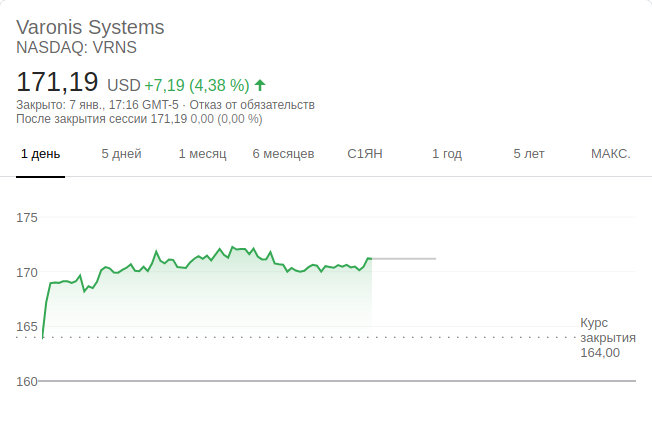 Varonis Systems
NASDAQ: VRNS
171,19 USD +7,19 (4,38 %)
Закрыто: 7 янв., 17:16 GMT-5 · Отказ от обязательств
После закрытия сессии 171,19 0,00 (0,00 %)
1 день 5 дней 1 месяц 6 месяцев С1ЯН 1 год 5 лет МАКС.
175
170
165
Курс
закрытия
164,00
160